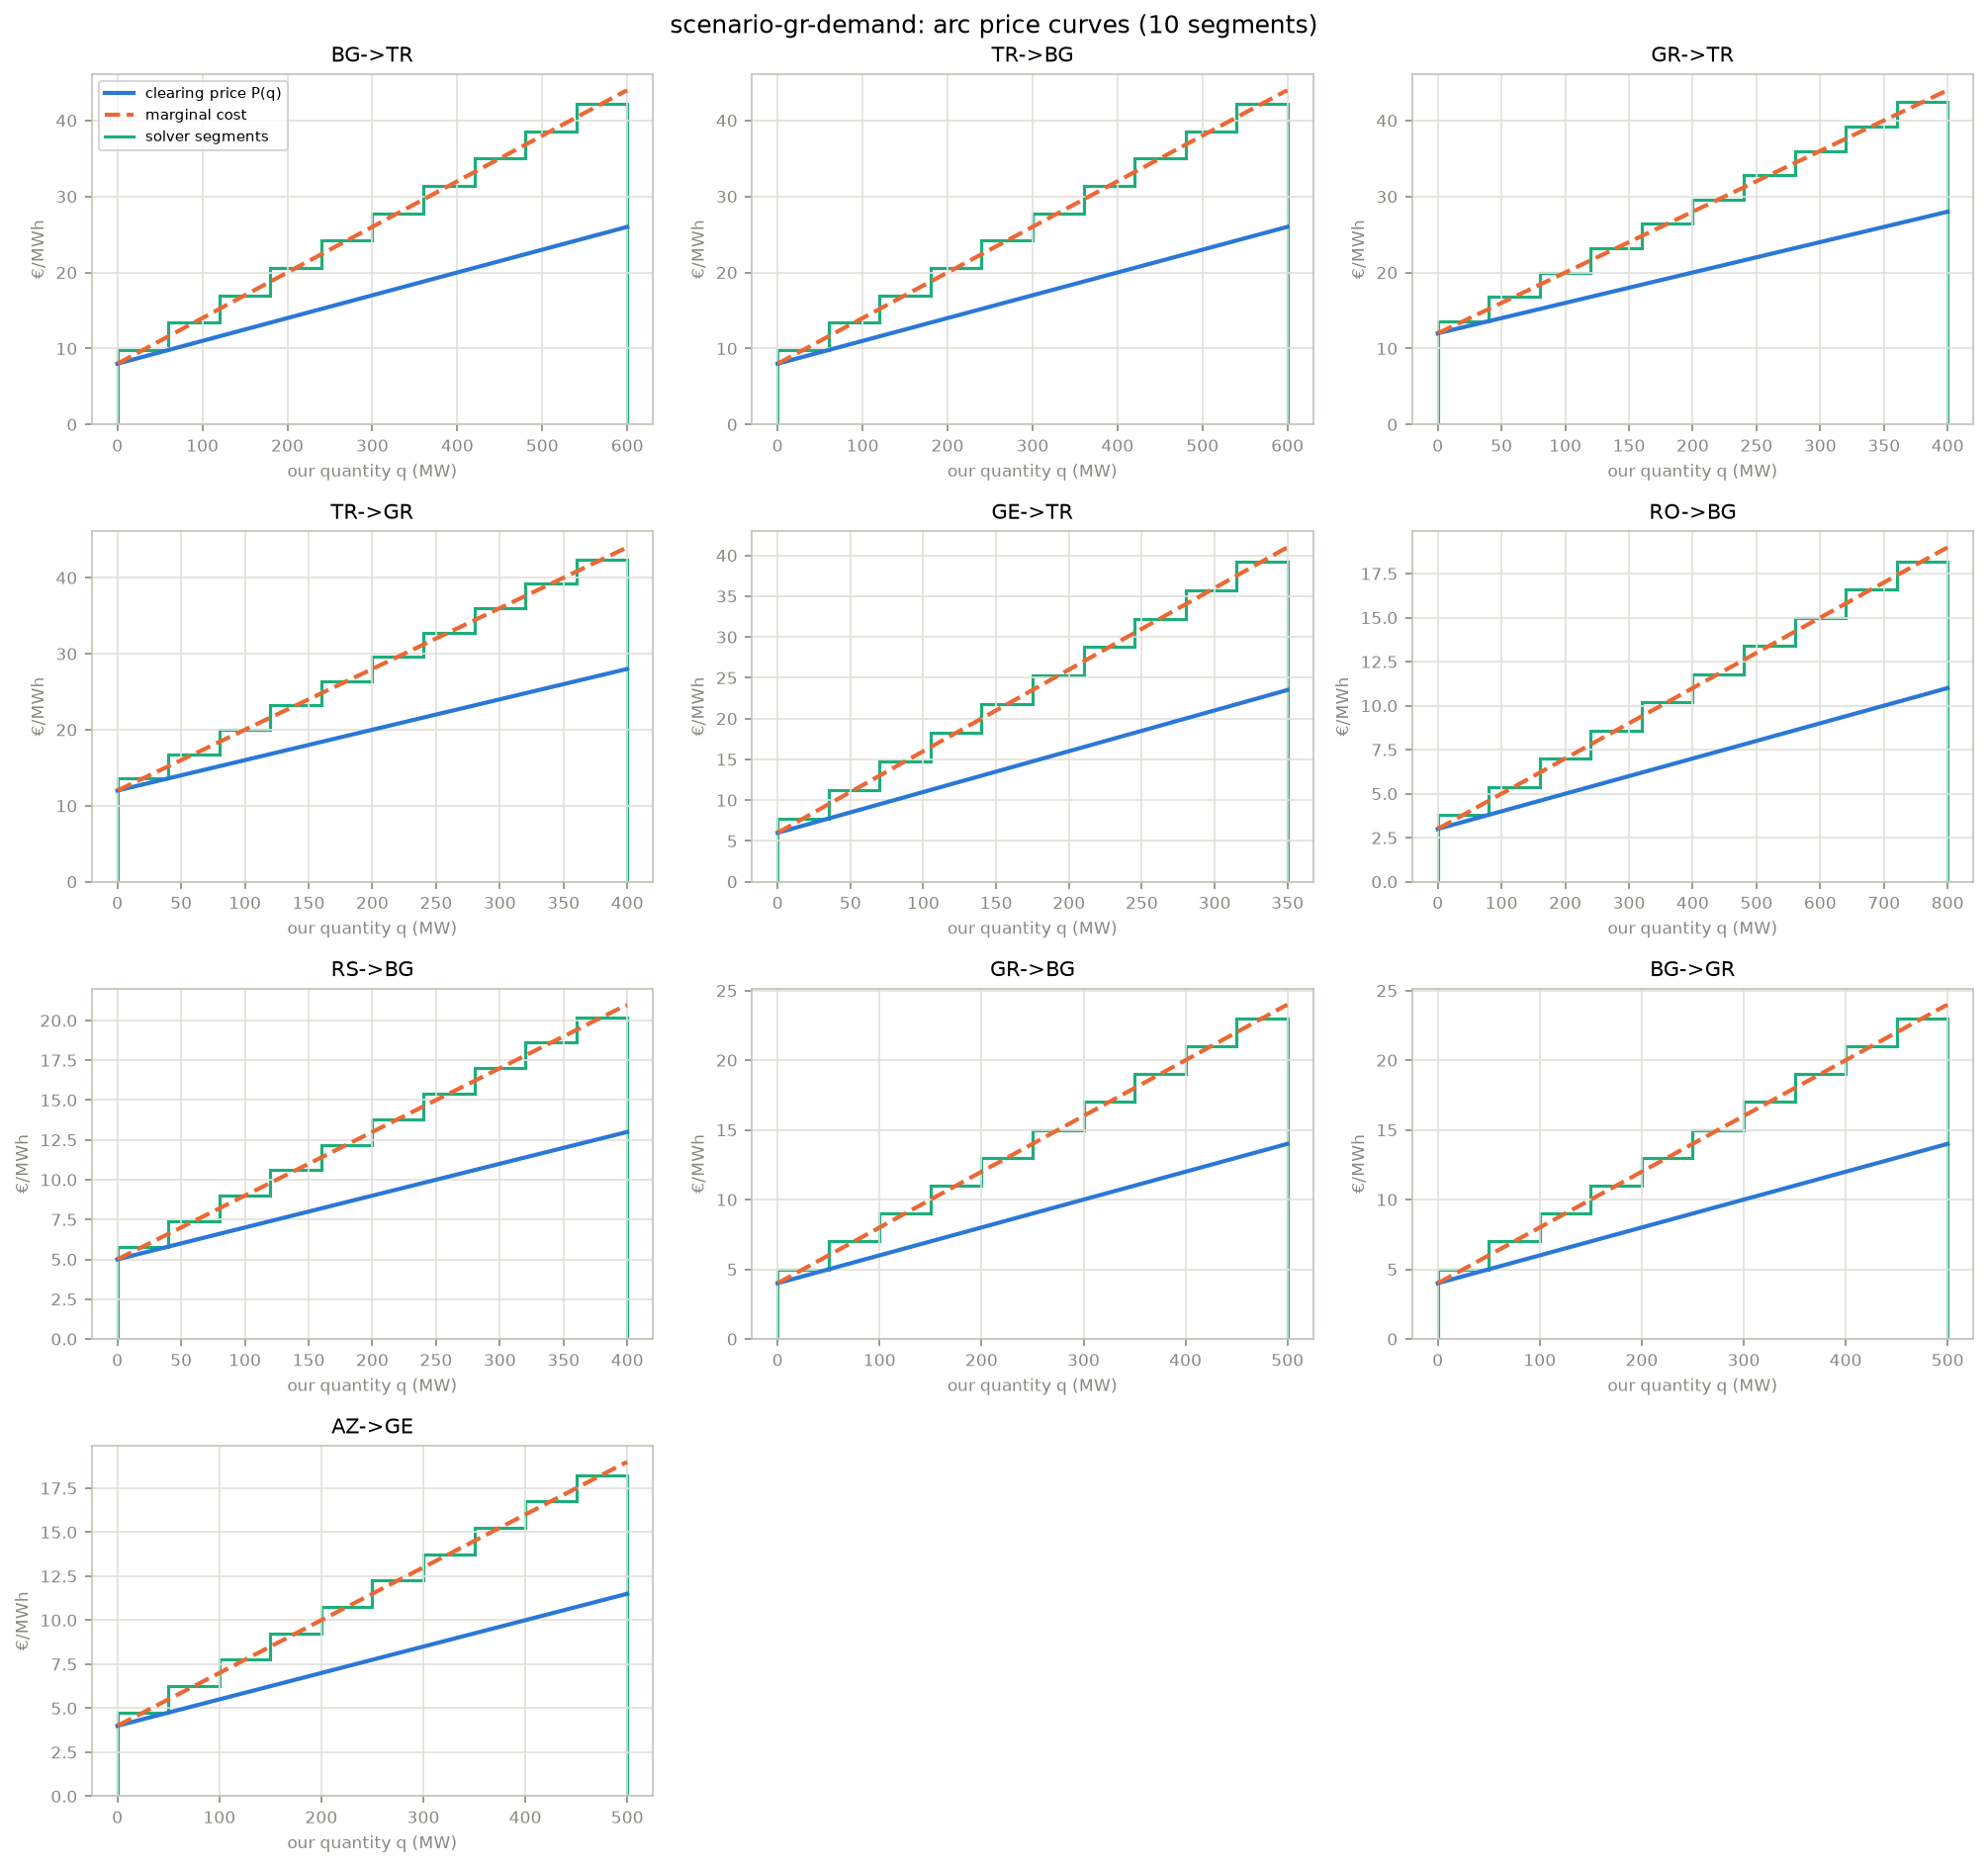 scenario-gr-demand: arc price curves (10 segments)
BG->TR
clearing price P(q)
marginal cost
solver segments
€/MWh
40
30
20
10
0
0 100 200 300 400 500 600
our quantity q (MW)
TR->BG
€/MWh
40
30
20
10
0
0 100 200 300 400 500 600
our quantity q (MW)
GR->TR
€/MWh
40
30
20
10
0
0 50 100 150 200 250 300 350 400
our quantity q (MW)
TR->GR
€/MWh
40
30
20
10
0
0 50 100 150 200 250 300 350 400
our quantity q (MW)
GE->TR
€/MWh
40
35
30
25
20
15
10
5
0
0 50 100 150 200 250 300 350
our quantity q (MW)
RO->BG
€/MWh
17.5
15.0
12.5
10.0
7.5
5.0
2.5
0.0
0 100 200 300 400 500 600 700 800
our quantity q (MW)
RS->BG
€/MWh
20.0
17.5
15.0
12.5
10.0
7.5
5.0
2.5
0.0
0 50 100 150 200 250 300 350 400
our quantity q (MW)
GR->BG
€/MWh
25
20
15
10
5
0
0 100 200 300 400 500
our quantity q (MW)
BG->GR
€/MWh
25
20
15
10
5
0
0 100 200 300 400 500
our quantity q (MW)
AZ->GE
€/MWh
17.5
15.0
12.5
10.0
7.5
5.0
2.5
0.0
0 100 200 300 400 500
our quantity q (MW)